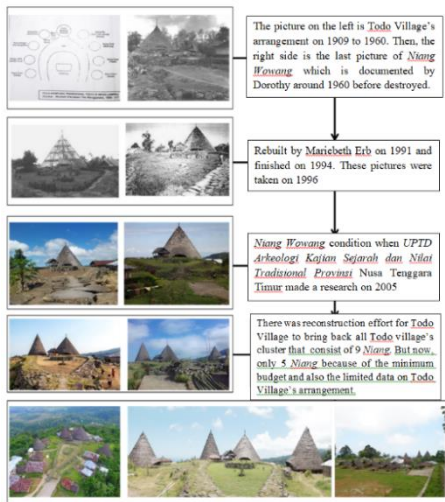 The picture on the left is Todo Village's
arrangement on 1909 to 1960. Then, the
right side is the last picture of Niang
Wowang which is documented by
Dorothy around 1960 before destroyed.
Rebuilt by Mariebeth Erb on 1991 and
finished on 1994. These pictures were
taken on 1996
Niang Wowang condition when UPTD
Arkeologi Kajian Sejarah dan Nilai
Tradisional Provinsi Nusa Tenggara
Timur made a research on 2005
There was reconstruction effort for Todo
Village to bring back all Todo village's
cluster that consist of 9 Niang. But now,
only 5 Niang because of the minimum
budget and also the limited data on Todo
Village's arrangement.